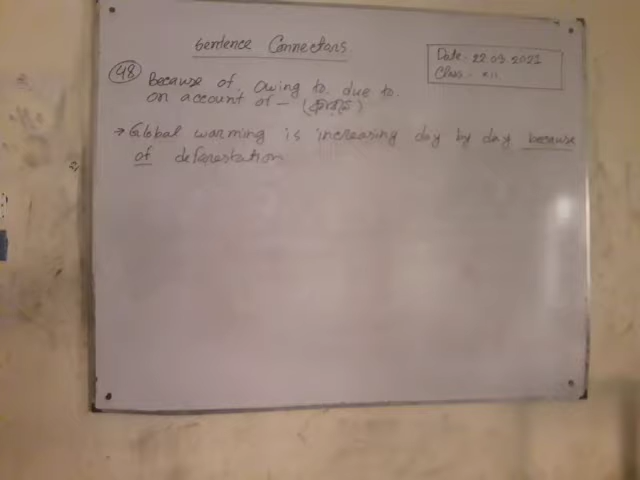 Sentence Connectors
Date: 22.03.2021
Class:- XII
48 Because of, owing to, due to.
on account of - (কারণে)
→ Global warming is increasing day by day because
of deforestation